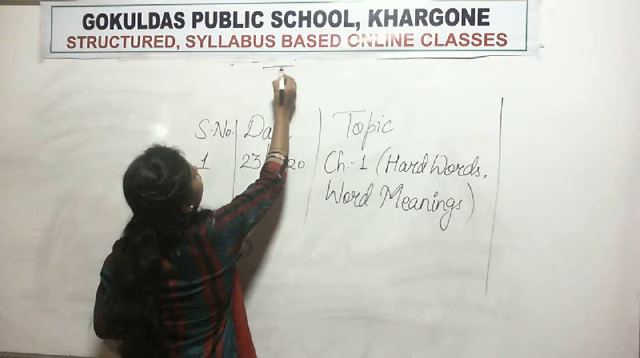 GOKULDAS PUBLIC SCHOOL, KHARGONE
STRUCTURED, SYLLABUS BASED ONLINE CLASSES
S.No. Topic
1 Ch:-1 (Hard Words,
Word Meanings)